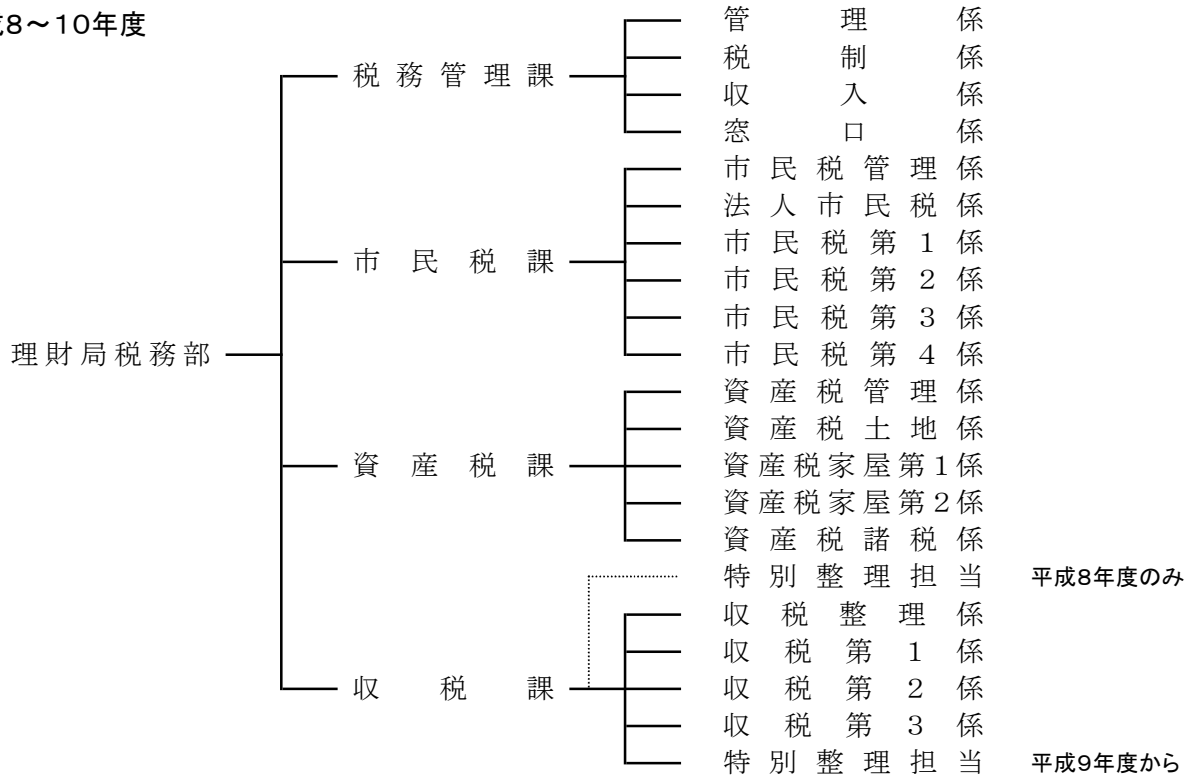 8～10年度
管理係
税務管理課
税制係
収入係
窓口係
市民税管理係
法人市民税係
市民税課
市民税第1係
市民税第2係
市民税第3係
理財局税務部
市民税第4係
資産税管理係
資産税土地係
資産税課
資産税家屋第1係
資産税家屋第2係
資産税諸税係
特別整理担当 平成8年度のみ
収税整理係
収税第1係
収税課
収税第2係
収税第3係
特別整理担当 平成9年度から